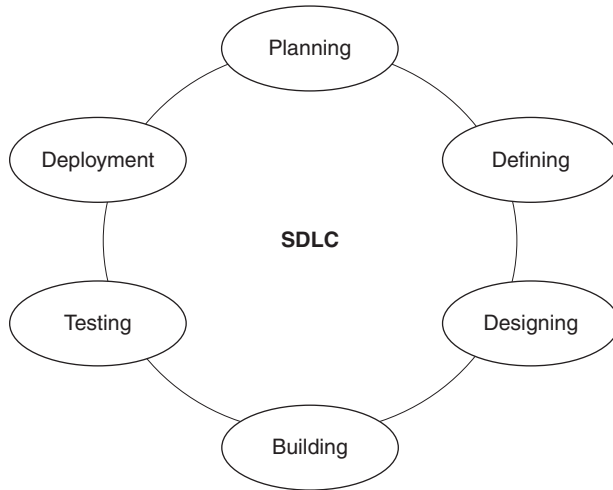 Planning
Deployment
Defining
SDLC
Testing
Designing
Building